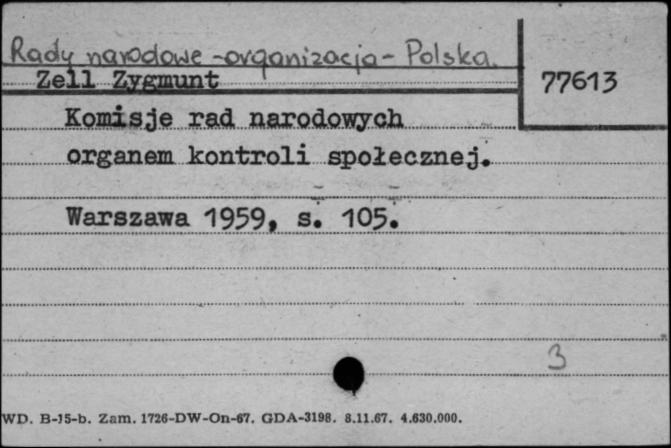 Rady narodowe - organizacja - Polska.
Zell Zygmunt
77613
Komisje rad narodowych
organem kontroli społecznej.
Warszawa 1959, s. 105.
3
WD. B-15-b. Zam. 1726-DW-On-67. GDA-3198. 8.11.67. 4.630.000.